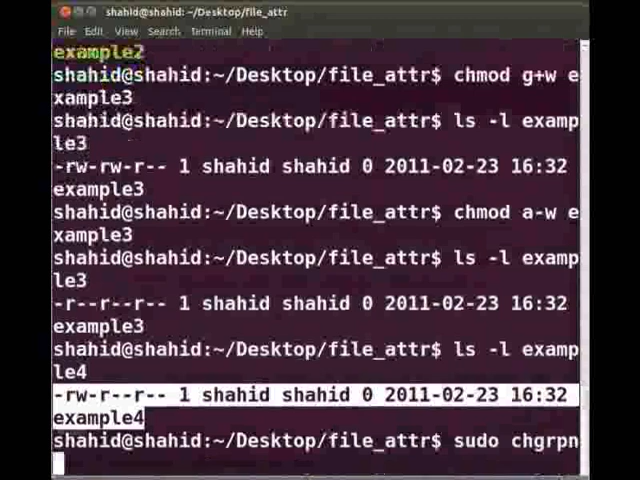 shahid@shahid: ~/Desktop/file_attr
File Edit View Search Terminal Help
example2
shahid@shahid:~/Desktop/file_attr$ chmod g+w e
xample3
shahid@shahid:~/Desktop/file_attr$ ls -l examp
le3
-rw-rw-r-- 1 shahid shahid 0 2011-02-23 16:32
example3
shahid@shahid:~/Desktop/file_attr$ chmod a-w e
xample3
shahid@shahid:~/Desktop/file_attr$ ls -l examp
le3
-r--r--r-- 1 shahid shahid 0 2011-02-23 16:32
example3
shahid@shahid:~/Desktop/file_attr$ ls -l examp
le4
-rw-r--r-- 1 shahid shahid 0 2011-02-23 16:32
example4
shahid@shahid:~/Desktop/file_attr$ sudo chgrpn